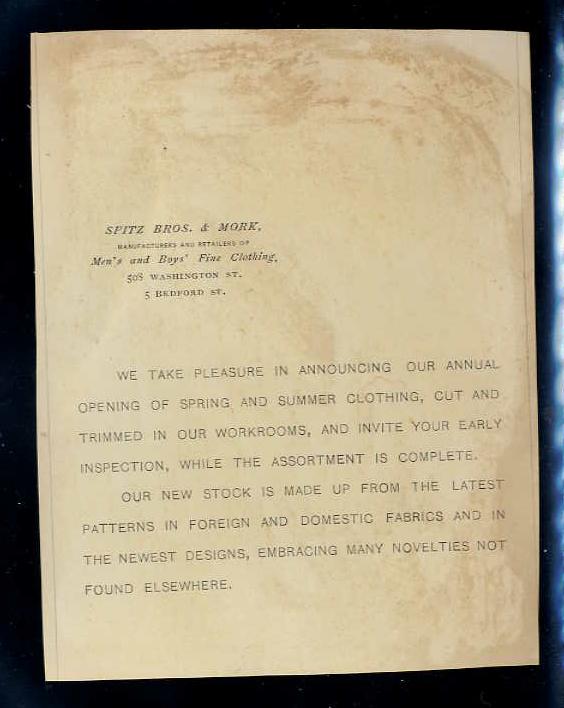 SPITZ BROS. & MORK,
MANUFACTURERS AND RETAILERS OF
Men's and Boys' Fine Clothing,
508 WASHINGTON ST.
5 BEDFORD ST.
WE TAKE PLEASURE IN ANNOUNCING OUR ANNUAL
OPENING OF SPRING AND SUMMER CLOTHING, CUT AND
TRIMMED IN OUR WORKROOMS, AND INVITE YOUR EARLY
INSPECTION, WHILE THE ASSORTMENT IS COMPLETE.
OUR NEW STOCK IS MADE UP FROM THE LATEST
PATTERNS IN FOREIGN AND DOMESTIC FABRICS AND IN
THE NEWEST DESIGNS, EMBRACING MANY NOVELTIES NOT
FOUND ELSEWHERE.